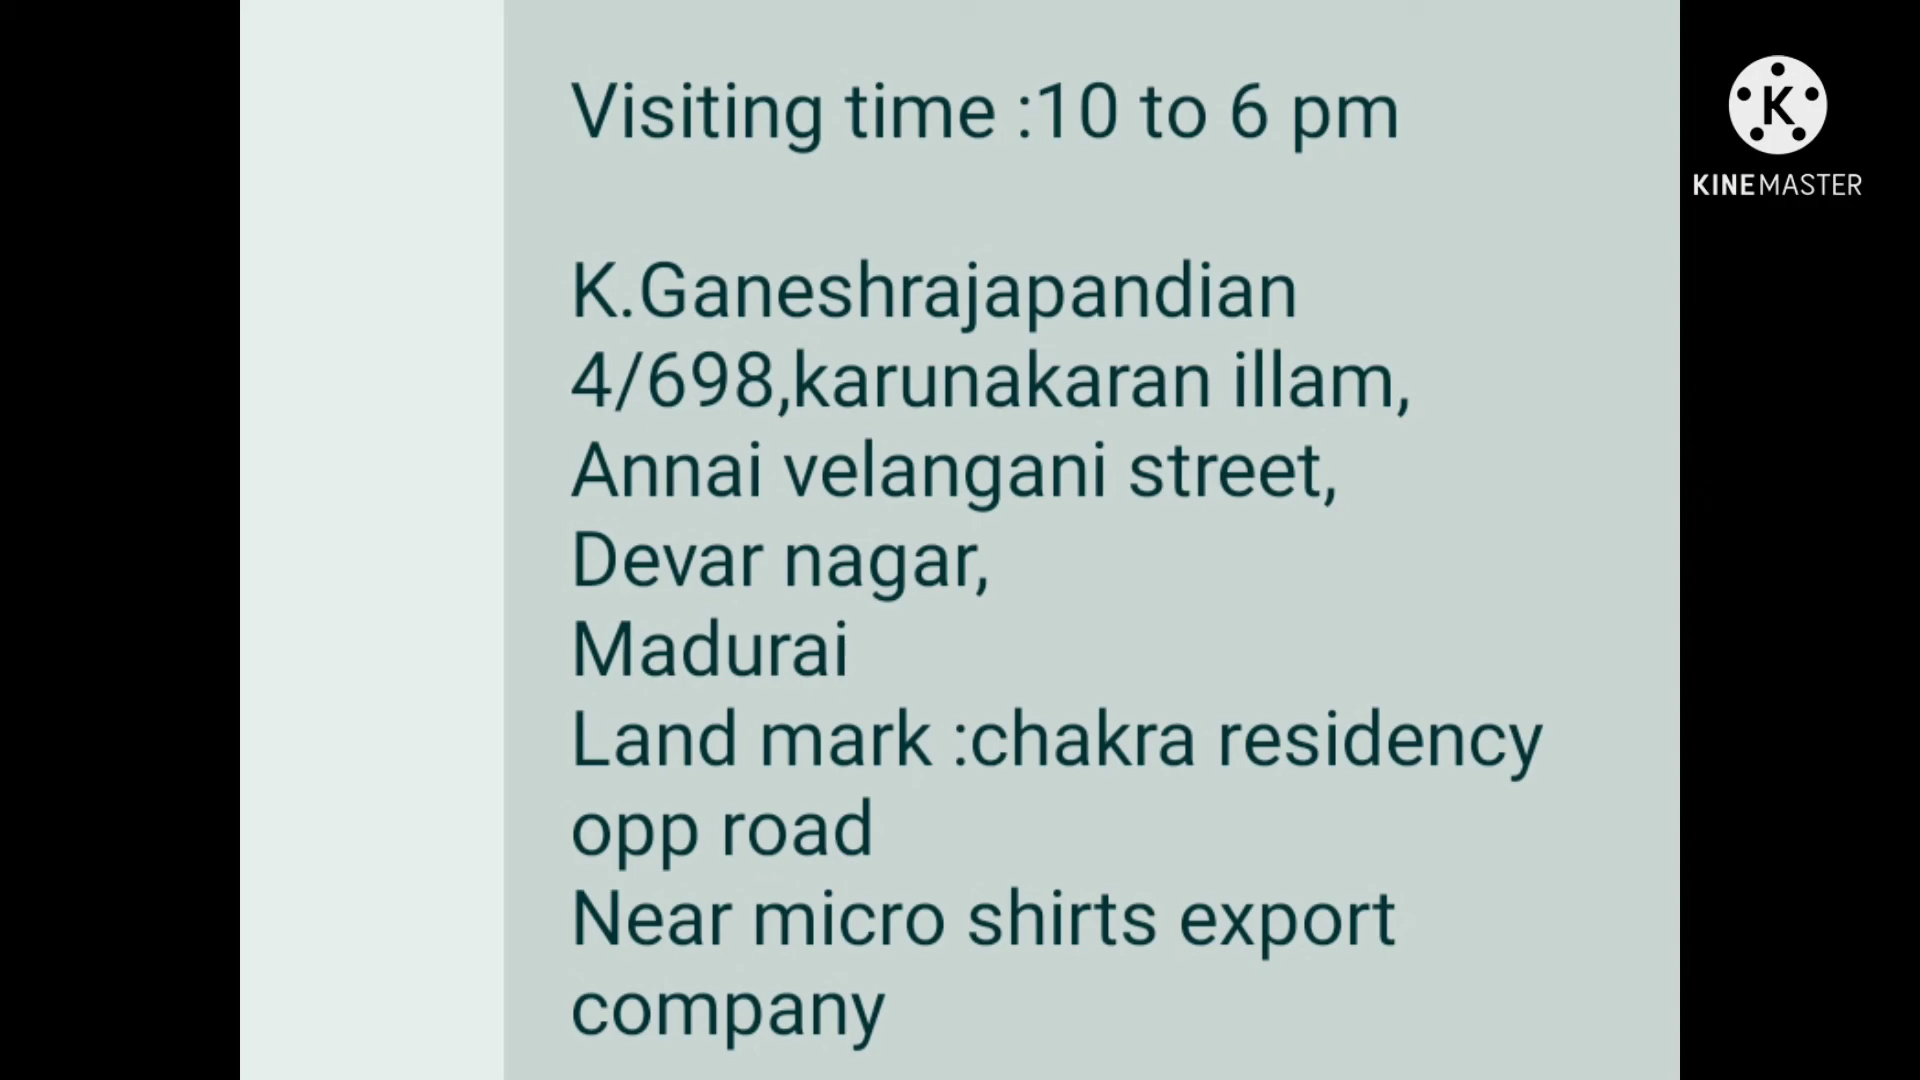 Visiting time :10 to 6 pm
K.Ganeshrajapandian
4/698,karunakaran illam,
Annai velangani street,
Devar nagar,
Madurai
Land mark :chakra residency
opp road
Near micro shirts export
company
K
KINEMASTER